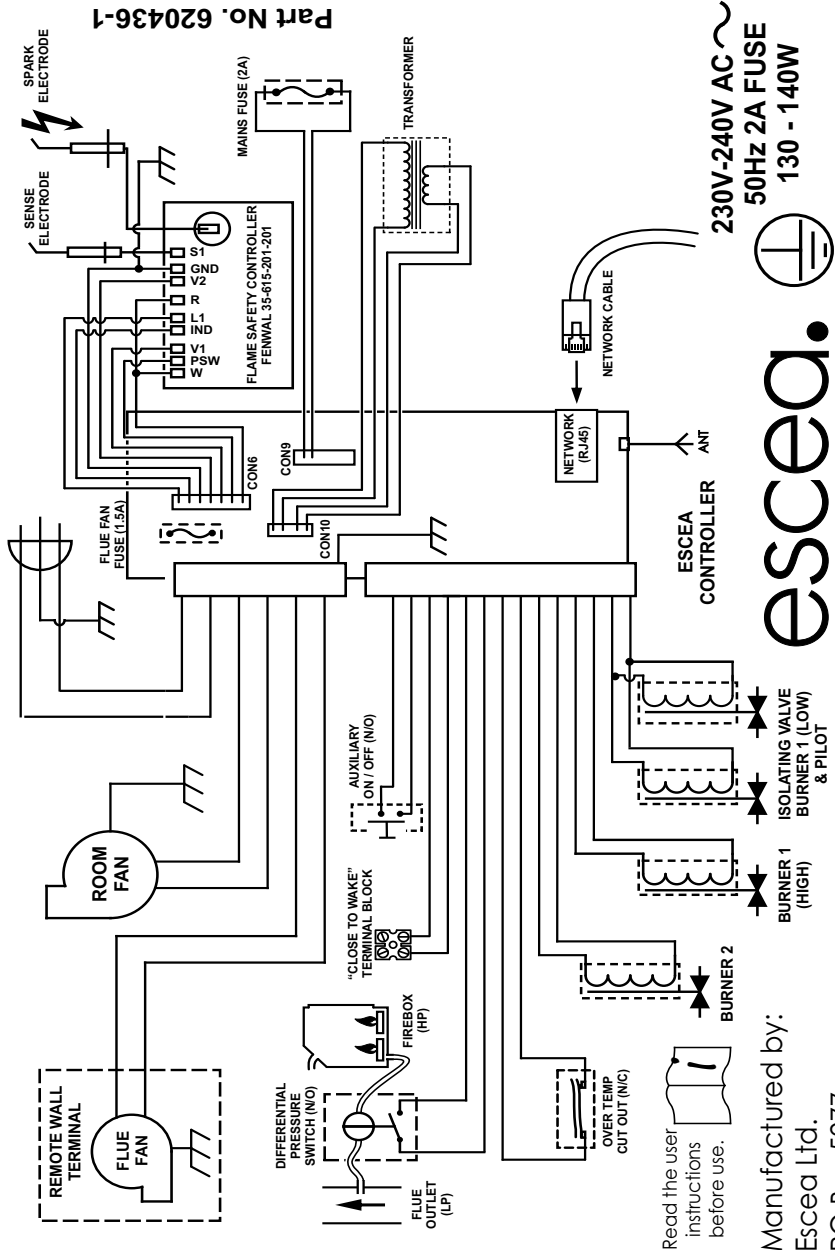 Part No. 620436-1
SPARK
ELECTRODE
SENSE
ELECTRODE
MAINS FUSE (2A)
TRANSFORMER
S1
GND
V2
R
L1
IND
V1
PSW
W
FLAME SAFETY CONTROLLER
FENWAL 35-615-201-201
FLUE FAN
FUSE (1.5A)
CON6
CON9
CON10
NETWORK
(RJ45)
NETWORK CABLE
ANT
ESCEA
CONTROLLER
230V-240V AC
50Hz 2A FUSE
130 - 140W
escea.
ROOM
FAN
REMOTE WALL
TERMINAL
FLUE
FAN
AUXILIARY
ON / OFF (N/O)
"CLOSE TO WAKE"
TERMINAL BLOCK
DIFFERENTIAL
PRESSURE
SWITCH (N/O)
FIREBOX
(HP)
FLUE
OUTLET
(LP)
OVER TEMP
CUT OUT (N/C)
BURNER 2
BURNER 1
(HIGH)
ISOLATING VALVE
BURNER 1 (LOW)
& PILOT
Read the user
instructions
before use.
i
Manufactured by:
Escea Ltd.